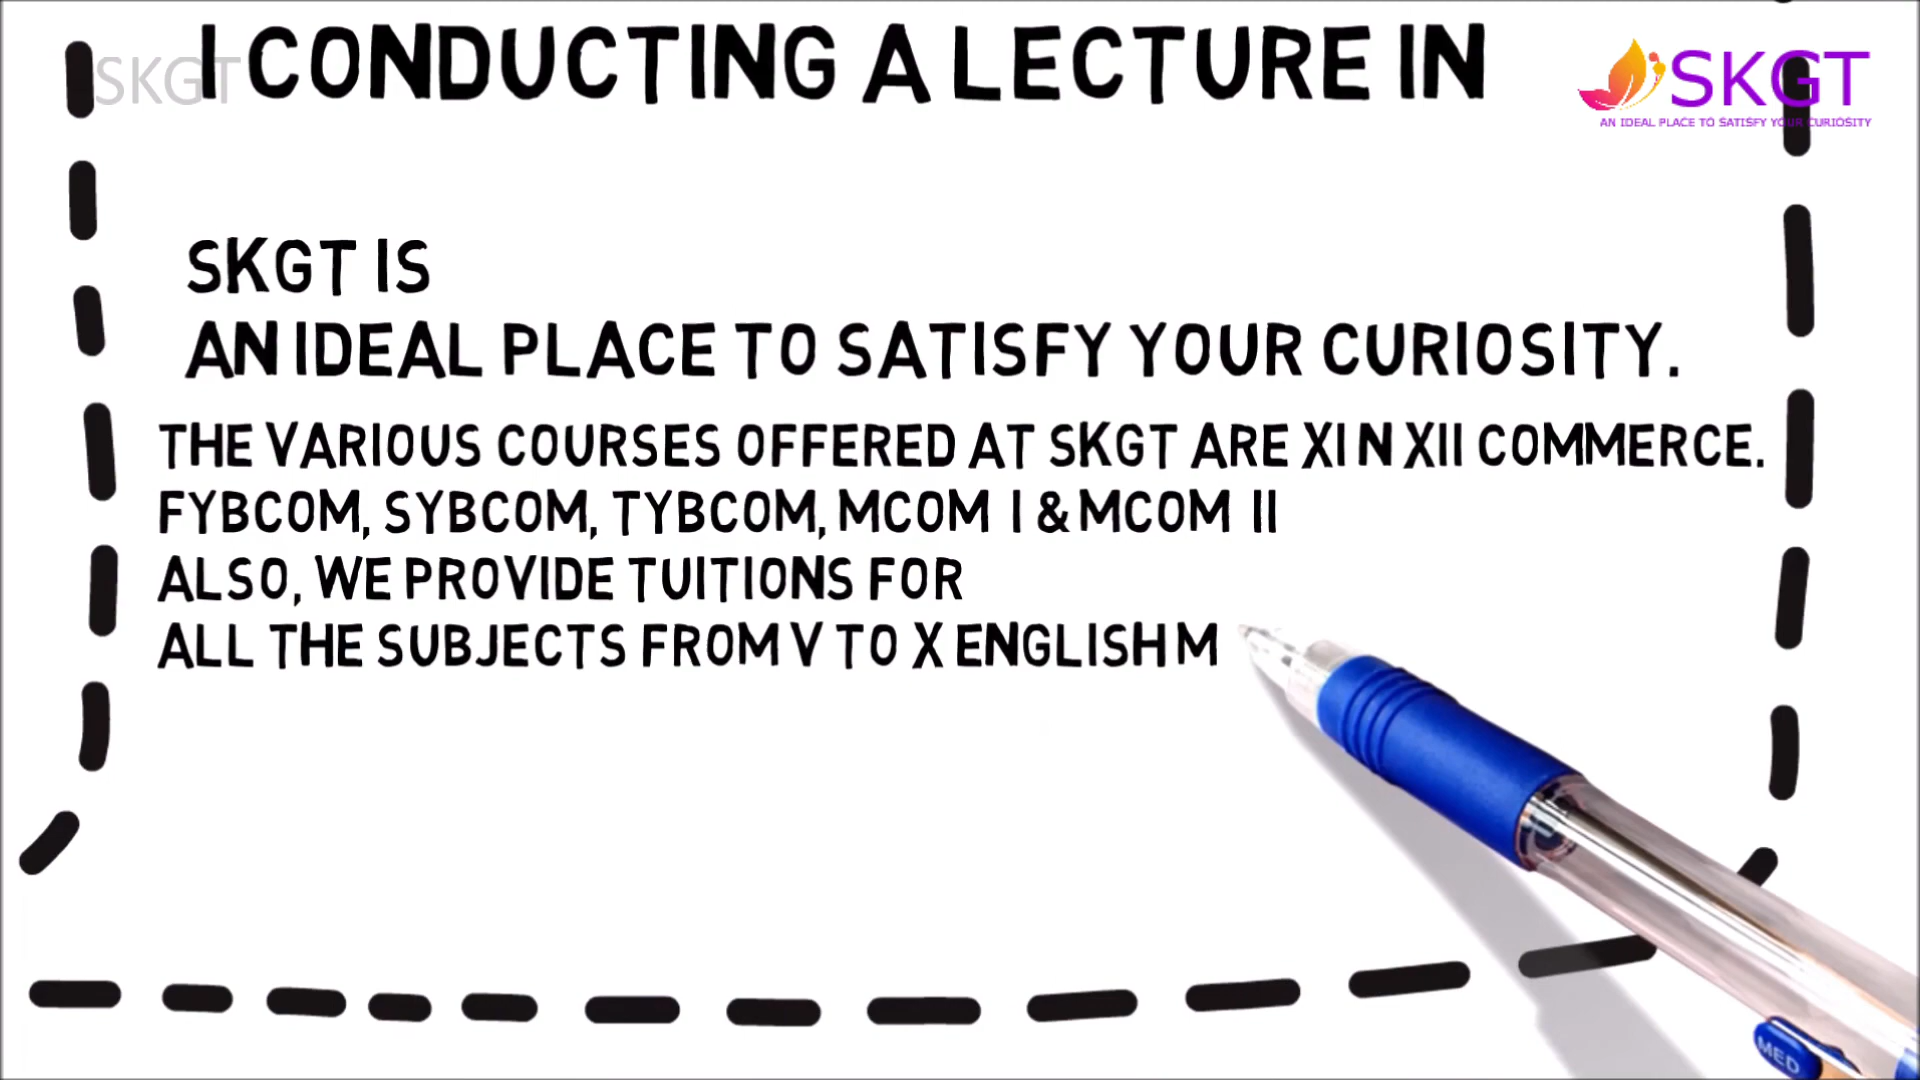 I CONDUCTING A LECTURE IN
SKGT
SKGT
AN IDEAL PLACE TO SATISFY YOUR CURIOSITY
SKGT IS
AN IDEAL PLACE TO SATISFY YOUR CURIOSITY.
THE VARIOUS COURSES OFFERED AT SKGT ARE XI N XII COMMERCE.
FYBCOM, SYBCOM, TYBCOM, MCOM I & MCOM II
ALSO, WE PROVIDE TUITIONS FOR
ALL THE SUBJECTS FROM V TO X ENGLISH M
MED